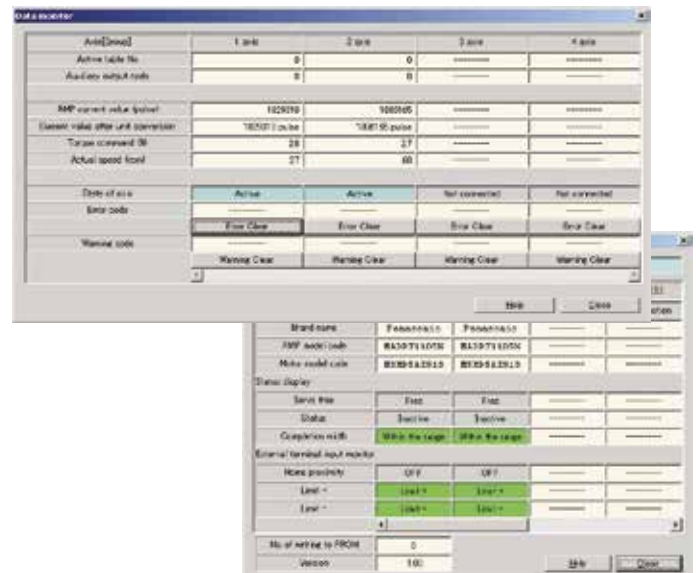 Data monitor
Axis[Group] 1 axis 2 axis 3 axis 4 axis
Active table No. 0 0 -------- --------
Auxiliary output code 0 0 -------- --------
AMP current value (pulse) -------- --------
Current value after unit conversion pulse pulse -------- --------
Torque command 28 27 -------- --------
Actual speed 27 60 -------- --------
State of axis Active Active Not connected Not connected
Error code -------- -------- -------- --------
Error Clear Error Clear Error Clear Error Clear
Warning code -------- -------- -------- --------
Warning Clear Warning Clear Warning Clear Warning Clear
Help Close
Brand name Panasonic Panasonic -------- --------
AMP model code -------- --------
Motor model code -------- --------
Status display
Servo free Free Free -------- --------
Status Inactive Inactive -------- --------
Completion width Within the range Within the range -------- --------
External terminal input monitor
Home proximity OFF OFF -------- --------
Limit + Limit + Limit + -------- --------
Limit - Limit - Limit - -------- --------
No. of writing to FROM 0
Version 1.00
Help Close